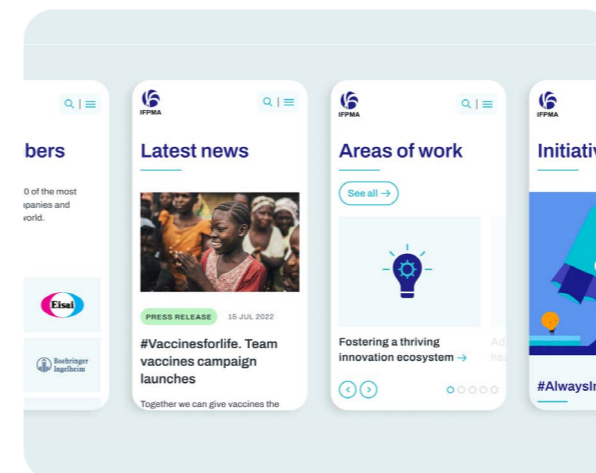 bers
0 of the most
panies and
world.
Eisai
Boehringer
Ingelheim
IFPMA
Latest news
PRESS RELEASE 15 JUL 2022
#Vaccinesforlife. Team
vaccines campaign
launches
Together we can give vaccines the
IFPMA
Areas of work
See all →
Fostering a thriving
innovation ecosystem →
Ad
hea
IFPMA
Initiativ
#AlwaysIn